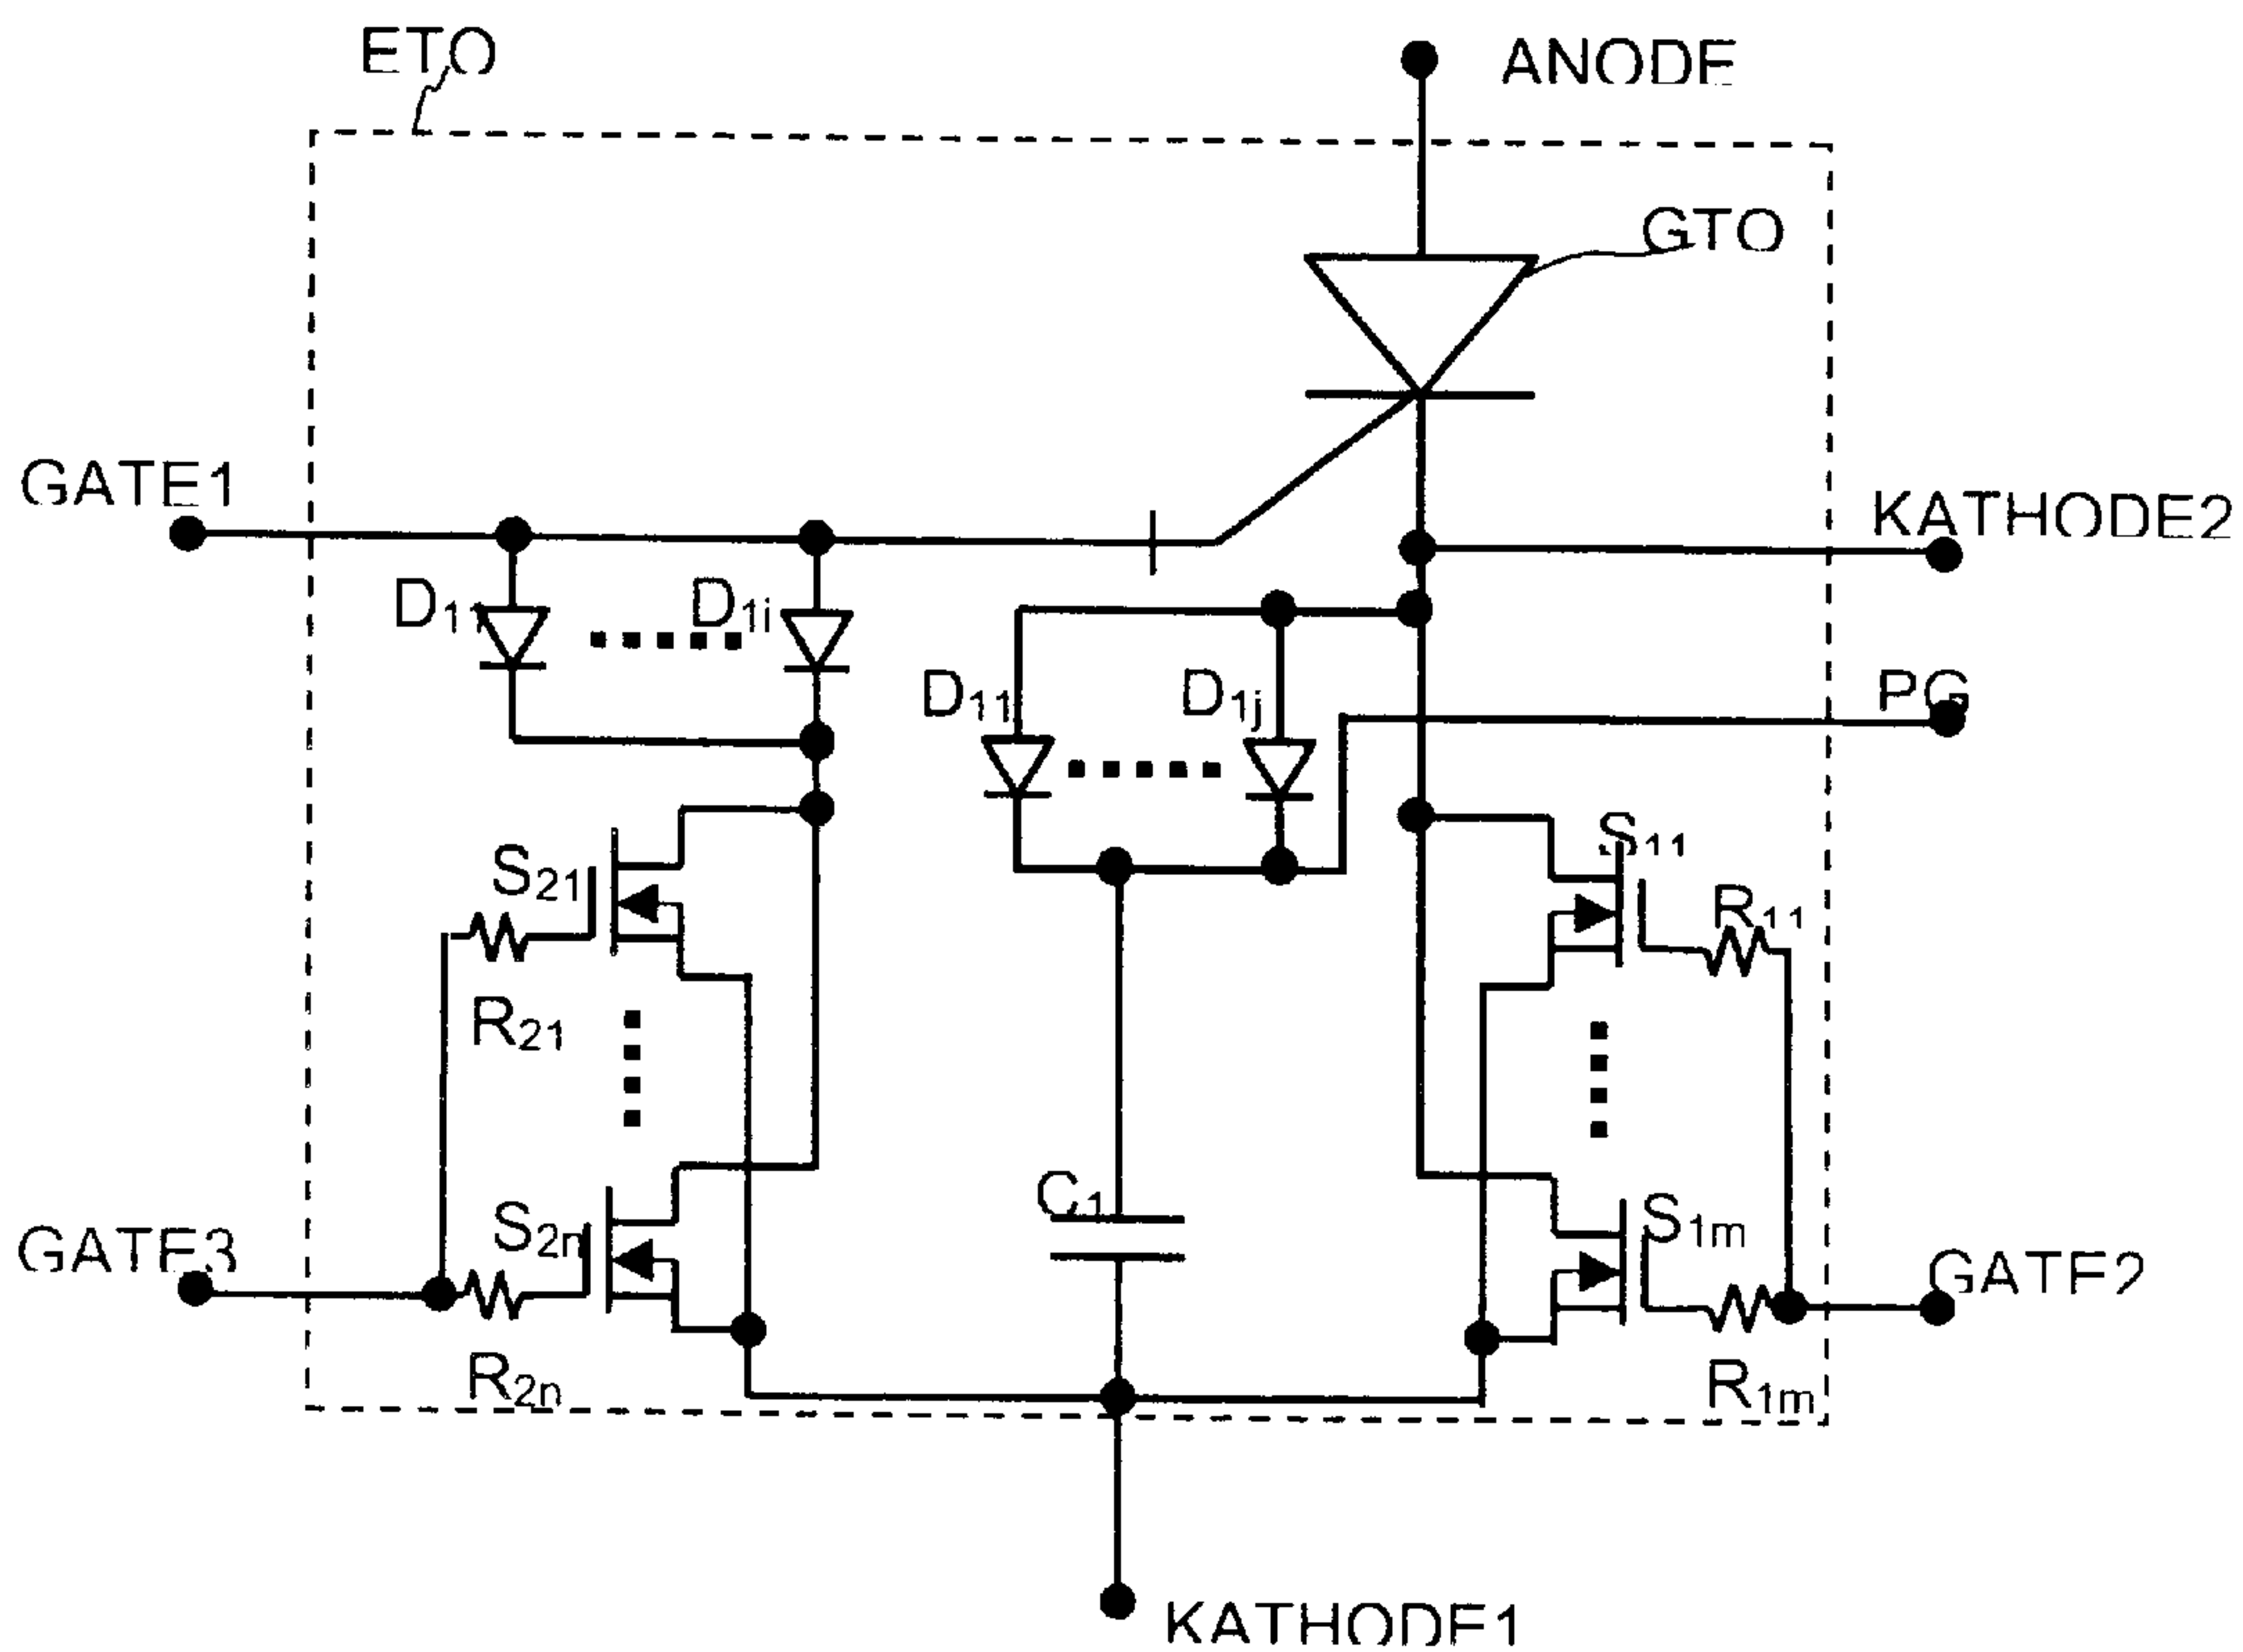 ETO
ANODE
GTO
GATE1
KATHODE2
D11
D1i
D11
D1j
PG
S21
S11
R11
R21
C1
S2n
S1m
GATE3
GATE2
R2n
R1m
KATHODE1